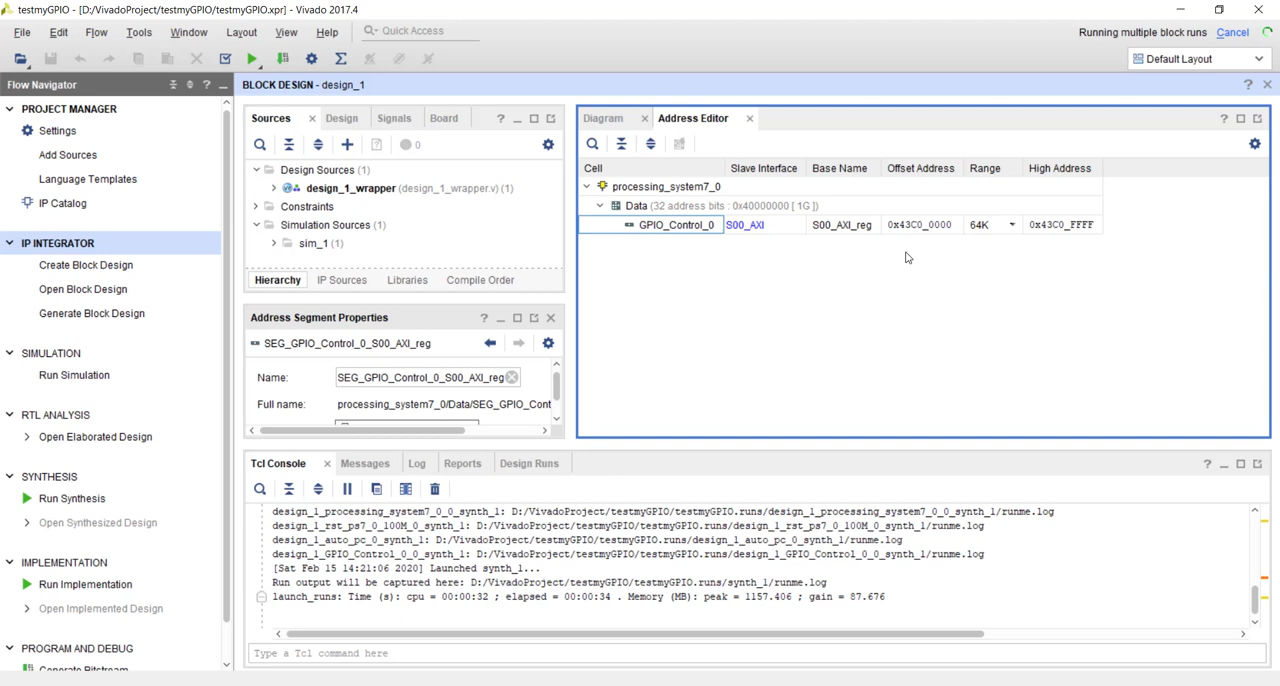 testmyGPIO - [D:/VivadoProject/testmyGPIO/testmyGPIO.xpr] - Vivado 2017.4
File Edit Flow Tools Window Layout View Help Quick Access
Running multiple block runs Cancel
Default Layout
Flow Navigator
PROJECT MANAGER
Settings
Add Sources
Language Templates
IP Catalog
IP INTEGRATOR
Create Block Design
Open Block Design
Generate Block Design
SIMULATION
Run Simulation
RTL ANALYSIS
Open Elaborated Design
SYNTHESIS
Run Synthesis
Open Synthesized Design
IMPLEMENTATION
Run Implementation
Open Implemented Design
PROGRAM AND DEBUG
Generate Bitstream
BLOCK DESIGN - design_1
Sources Design Signals Board
0
Design Sources (1)
design_1_wrapper (design_1_wrapper.v) (1)
Constraints
Simulation Sources (1)
sim_1 (1)
Hierarchy IP Sources Libraries Compile Order
Address Segment Properties
SEG_GPIO_Control_0_S00_AXI_reg
Name: SEG_GPIO_Control_0_S00_AXI_reg
Full name: processing_system7_0/Data/SEG_GPIO_Cont
Diagram Address Editor
Cell Slave Interface Base Name Offset Address Range High Address
processing_system7_0
Data (32 address bits : 0x40000000 [ 1G ])
GPIO_Control_0 S00_AXI S00_AXI_reg 0x43C0_0000 64K 0x43C0_FFFF
Tcl Console Messages Log Reports Design Runs
design_1_processing_system7_0_0_synth_1: D:/VivadoProject/testmyGPIO/testmyGPIO.runs/design_1_processing_system7_0_0_synth_1/runme.log
design_1_rst_ps7_0_100M_0_synth_1: D:/VivadoProject/testmyGPIO/testmyGPIO.runs/design_1_rst_ps7_0_100M_0_synth_1/runme.log
design_1_auto_pc_0_synth_1: D:/VivadoProject/testmyGPIO/testmyGPIO.runs/design_1_auto_pc_0_synth_1/runme.log
design_1_GPIO_Control_0_0_synth_1: D:/VivadoProject/testmyGPIO/testmyGPIO.runs/design_1_GPIO_Control_0_0_synth_1/runme.log
[Sat Feb 15 14:21:06 2020] Launched synth_1...
Run output will be captured here: D:/VivadoProject/testmyGPIO/testmyGPIO.runs/synth_1/runme.log
launch_runs: Time (s): cpu = 00:00:32 ; elapsed = 00:00:34 . Memory (MB): peak = 1157.406 ; gain = 87.676
Type a Tcl command here